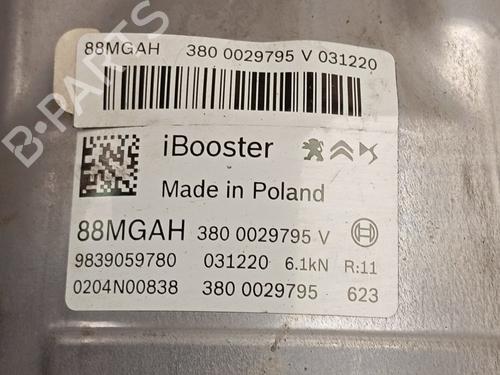 88MGAH 380 0029795 V 031220
B-PARTS
iBooster
Made in Poland
88MGAH 380 0029795 V
9839059780 031220 6.1kN R:11
0204N00838 380 0029795 623